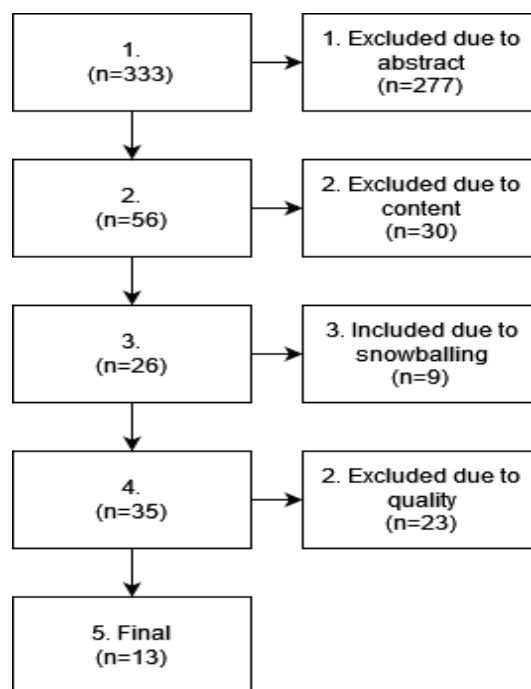 1.
(n=333)
1. Excluded due to
abstract
(n=277)
2.
(n=56)
2. Excluded due to
content
(n=30)
3.
(n=26)
3. Included due to
snowballing
(n=9)
4.
(n=35)
2. Excluded due to
quality
(n=23)
5. Final
(n=13)